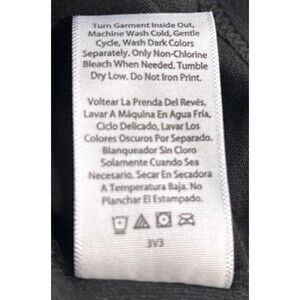 Turn Garment Inside Out,
Machine Wash Cold, Gentle
Cycle, Wash Dark Colors
Separately, Only Non-Chlorine
Bleach When Needed. Tumble
Dry Low. Do Not Iron Print.
Voltear La Prenda Del Revés,
Lavar A Máquina En Agua Fría,
Ciclo Delicado, Lavar Los
Colores Oscuros Por Separado.
Blanqueador Sin Cloro
Solamente Cuando Sea
Necesario. Secar En Secadora
A Temperatura Baja. No
Planchar El Estampado.
3V3